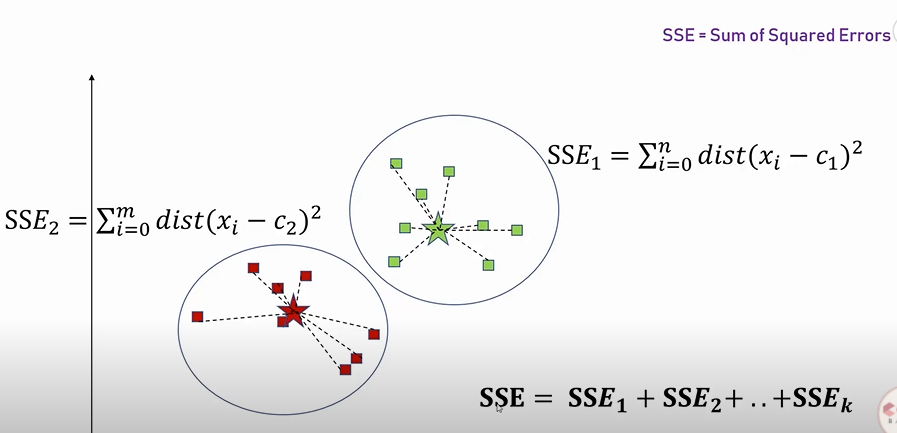 SSE = Sum of Squared Errors
SSE₁ = ∑ⁿᵢ₌₀ dist(xᵢ − c₁)²
SSE₂ = ∑ᵐᵢ₌₀ dist(xᵢ − c₂)²
SSE = SSE₁ + SSE₂+ . . +SSEₖ